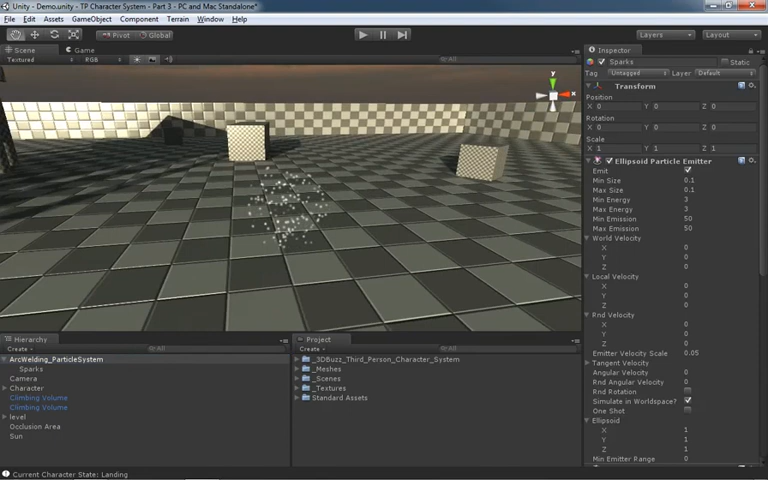 Unity - Demo.unity - TP Character System - Part 3 - PC and Mac Standalone*
File Edit Assets GameObject Component Terrain Window Help
Pivot Global Layers Layout
Scene Game
Textured RGB All
y
x
Inspector
Sparks Static
Tag Untagged Layer Default
Transform
Position
X 0 Y 0 Z 0
Rotation
X 0 Y 0 Z 0
Scale
X 1 Y 1 Z 1
Ellipsoid Particle Emitter
Emit
Min Size 0.1
Max Size 0.1
Min Energy 3
Max Energy 3
Min Emission 50
Max Emission 50
World Velocity
X 0
Y 0
Z 0
Local Velocity
X 0
Y 0
Z 0
Rnd Velocity
X 0
Y 0
Z 0
Emitter Velocity Scale 0.05
Tangent Velocity
Angular Velocity 0
Rnd Angular Velocity 0
Rnd Rotation
Simulate in Worldspace?
One Shot
Ellipsoid
X 1
Y 1
Z 1
Min Emitter Range 0
Hierarchy
Create All
ArcWelding_ParticleSystem
Sparks
Camera
Character
Climbing Volume
Climbing Volume
level
Occlusion Area
Sun
Project
Create All
_3DBuzz_Third_Person_Character_System
_Meshes
_Scenes
_Textures
Standard Assets
Current Character State: Landing